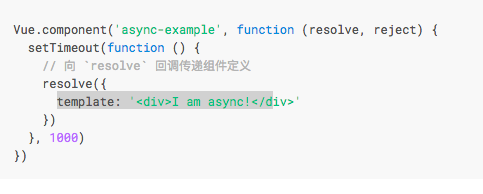 Vue.component('async-example', function (resolve, reject) {
  setTimeout(function () {
    // 向 `resolve` 回调传递组件定义
    resolve({
      template: '<div>I am async!</div>'
    })
  }, 1000)
})